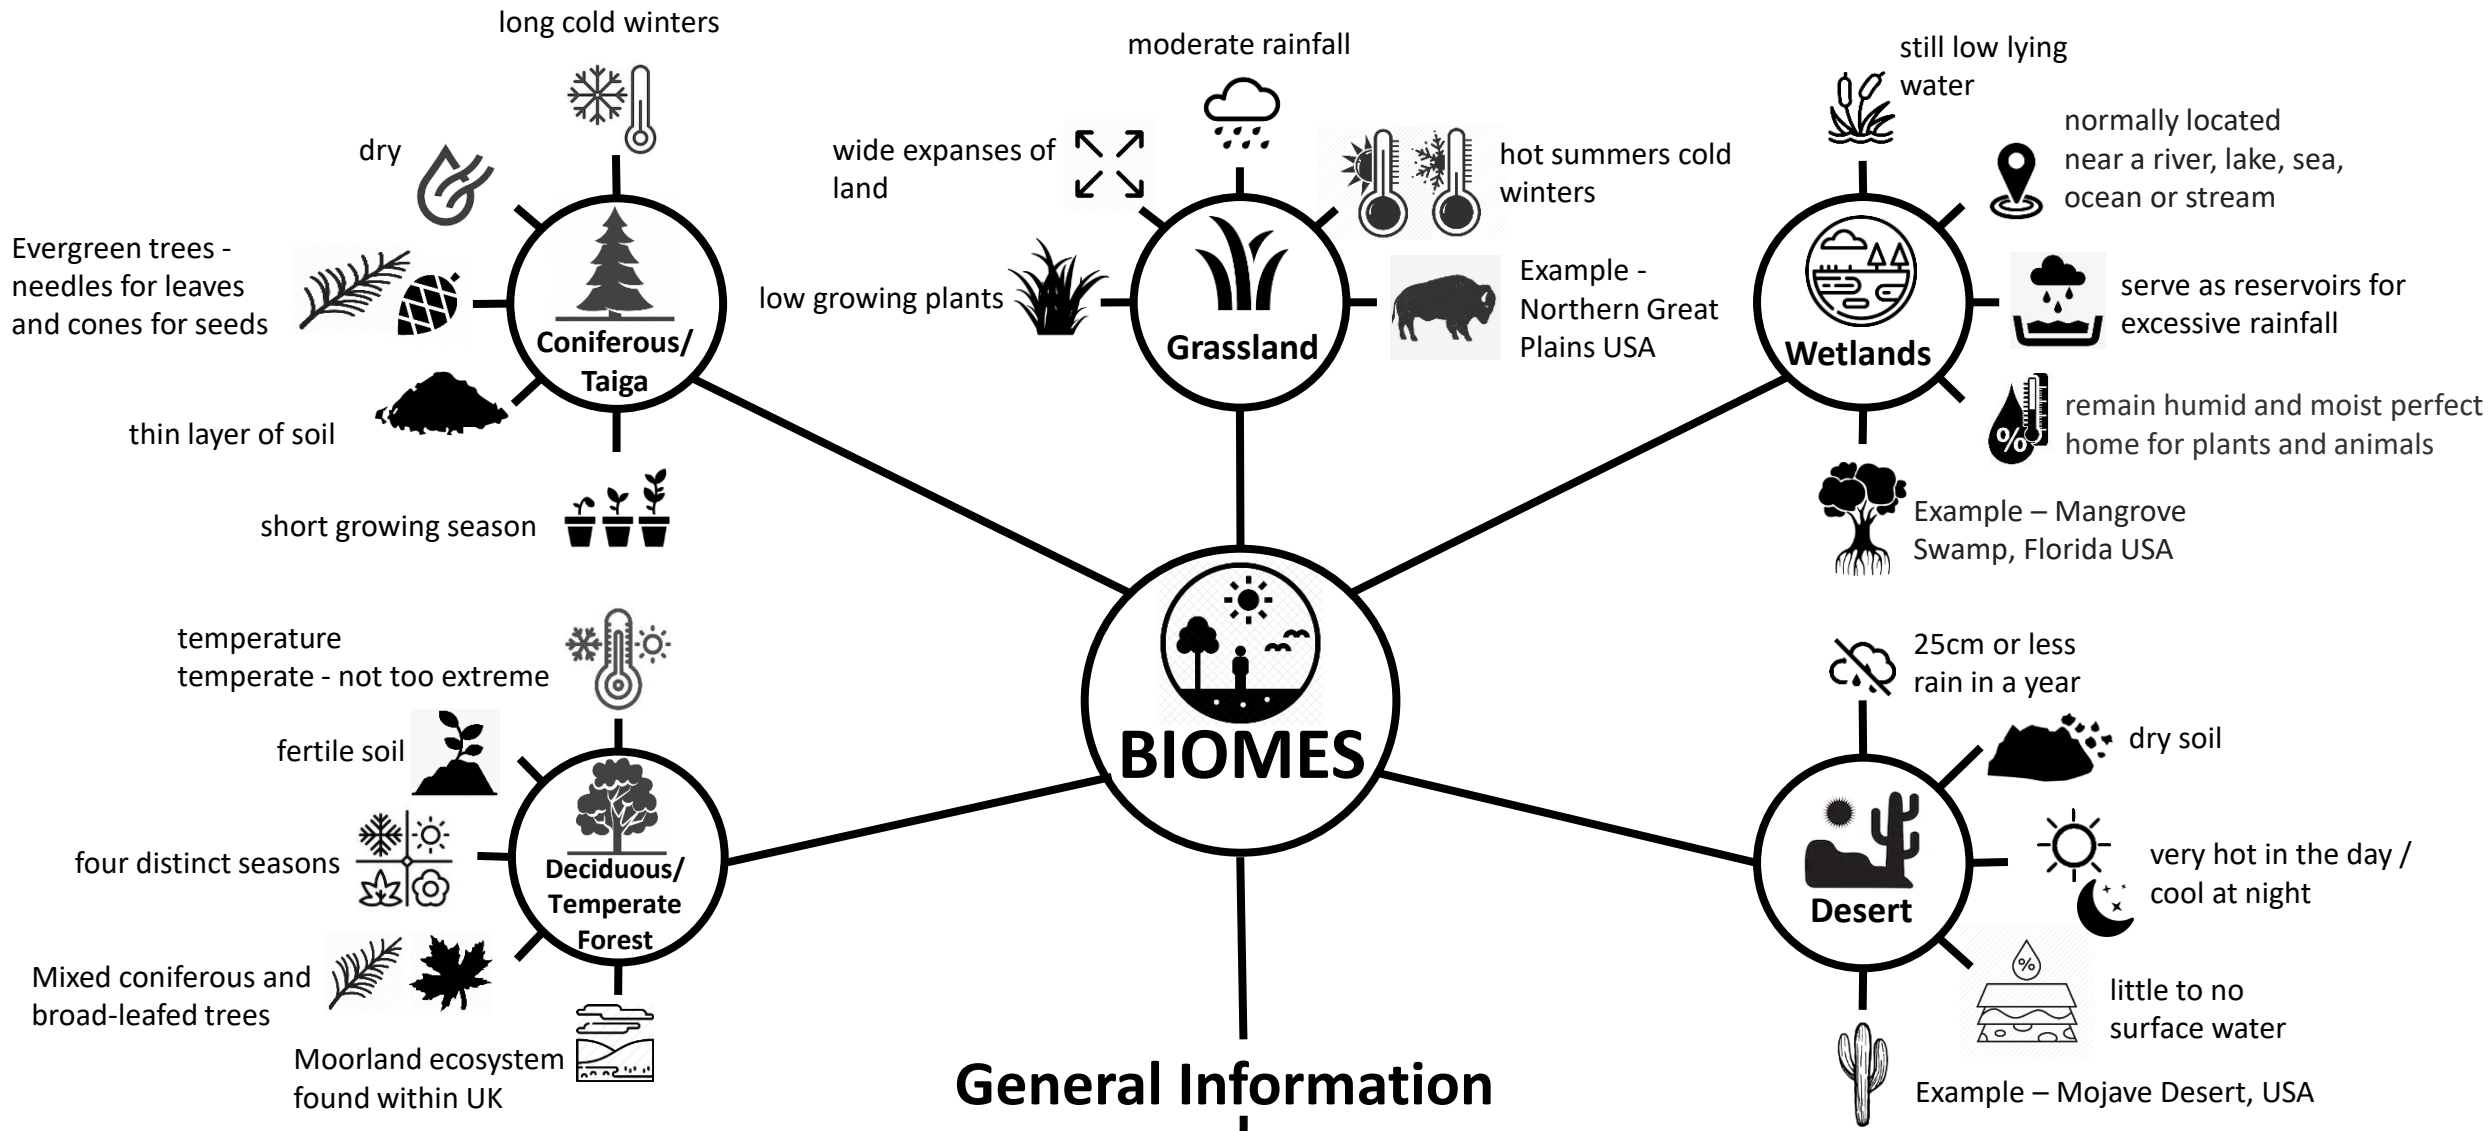 long cold winters
dry
Evergreen trees -
needles for leaves
and cones for seeds
thin layer of soil
short growing season
Coniferous/
Taiga
moderate rainfall
wide expanses of
land
hot summers cold
winters
low growing plants
Example -
Northern Great
Plains USA
Grassland
still low lying
water
normally located
near a river, lake, sea,
ocean or stream
serve as reservoirs for
excessive rainfall
%
remain humid and moist perfect
home for plants and animals
Example – Mangrove
Swamp, Florida USA
Wetlands
BIOMES
temperature
temperate - not too extreme
fertile soil
four distinct seasons
Mixed coniferous and
broad-leafed trees
Moorland ecosystem
found within UK
Deciduous/
Temperate
Forest
25cm or less
rain in a year
dry soil
very hot in the day /
cool at night
%
little to no
surface water
Example – Mojave Desert, USA
Desert
General Information